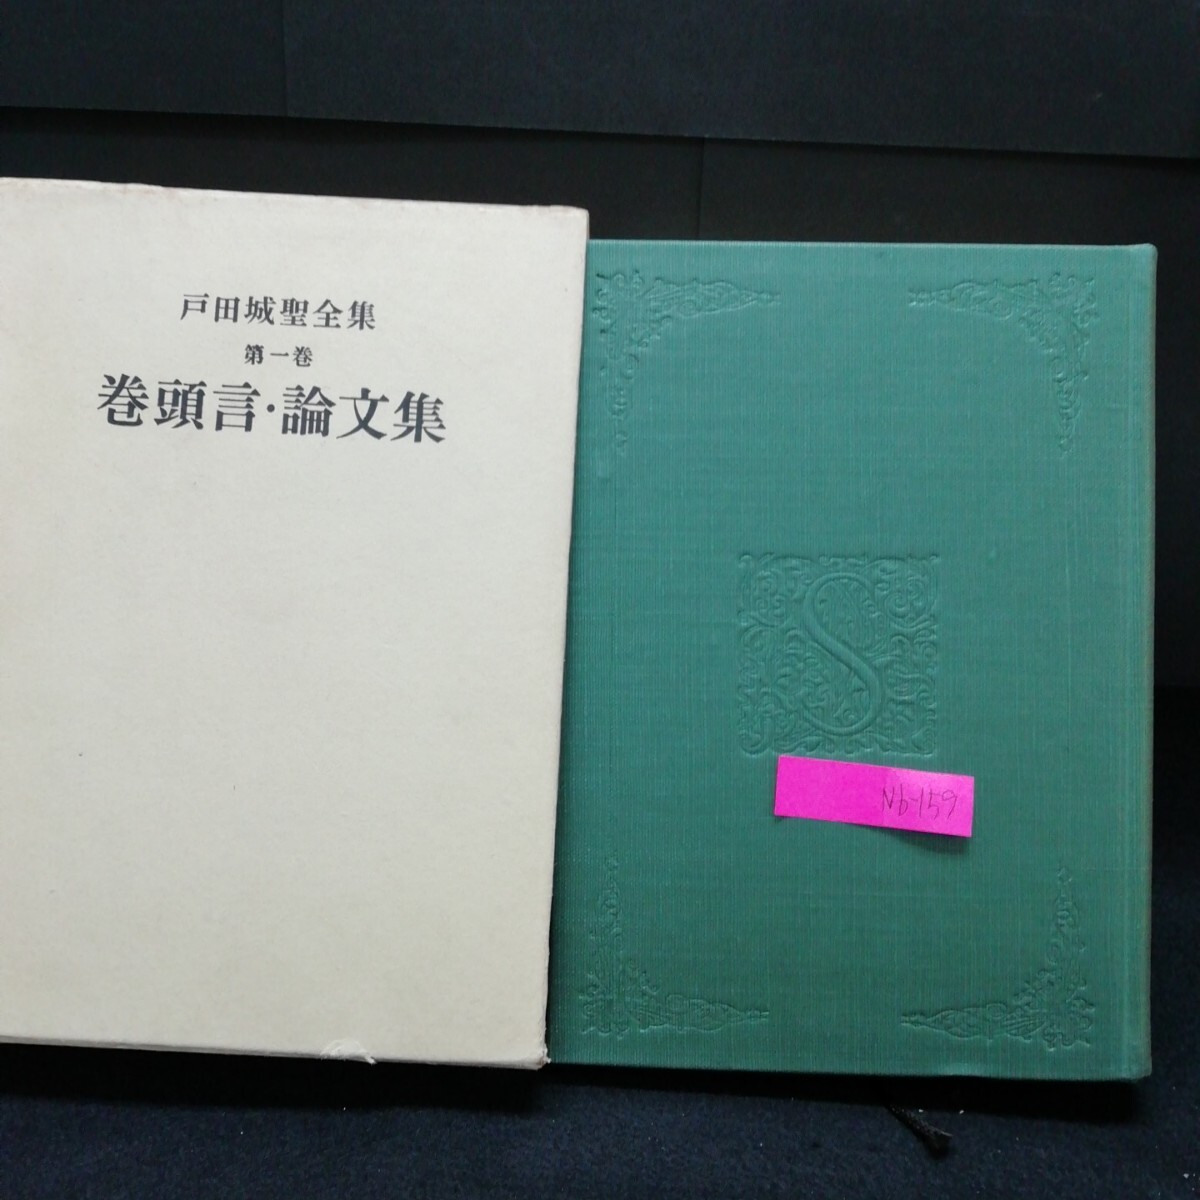 戸田城聖全集
第一巻
巻頭言・論文集
S
Nb-159